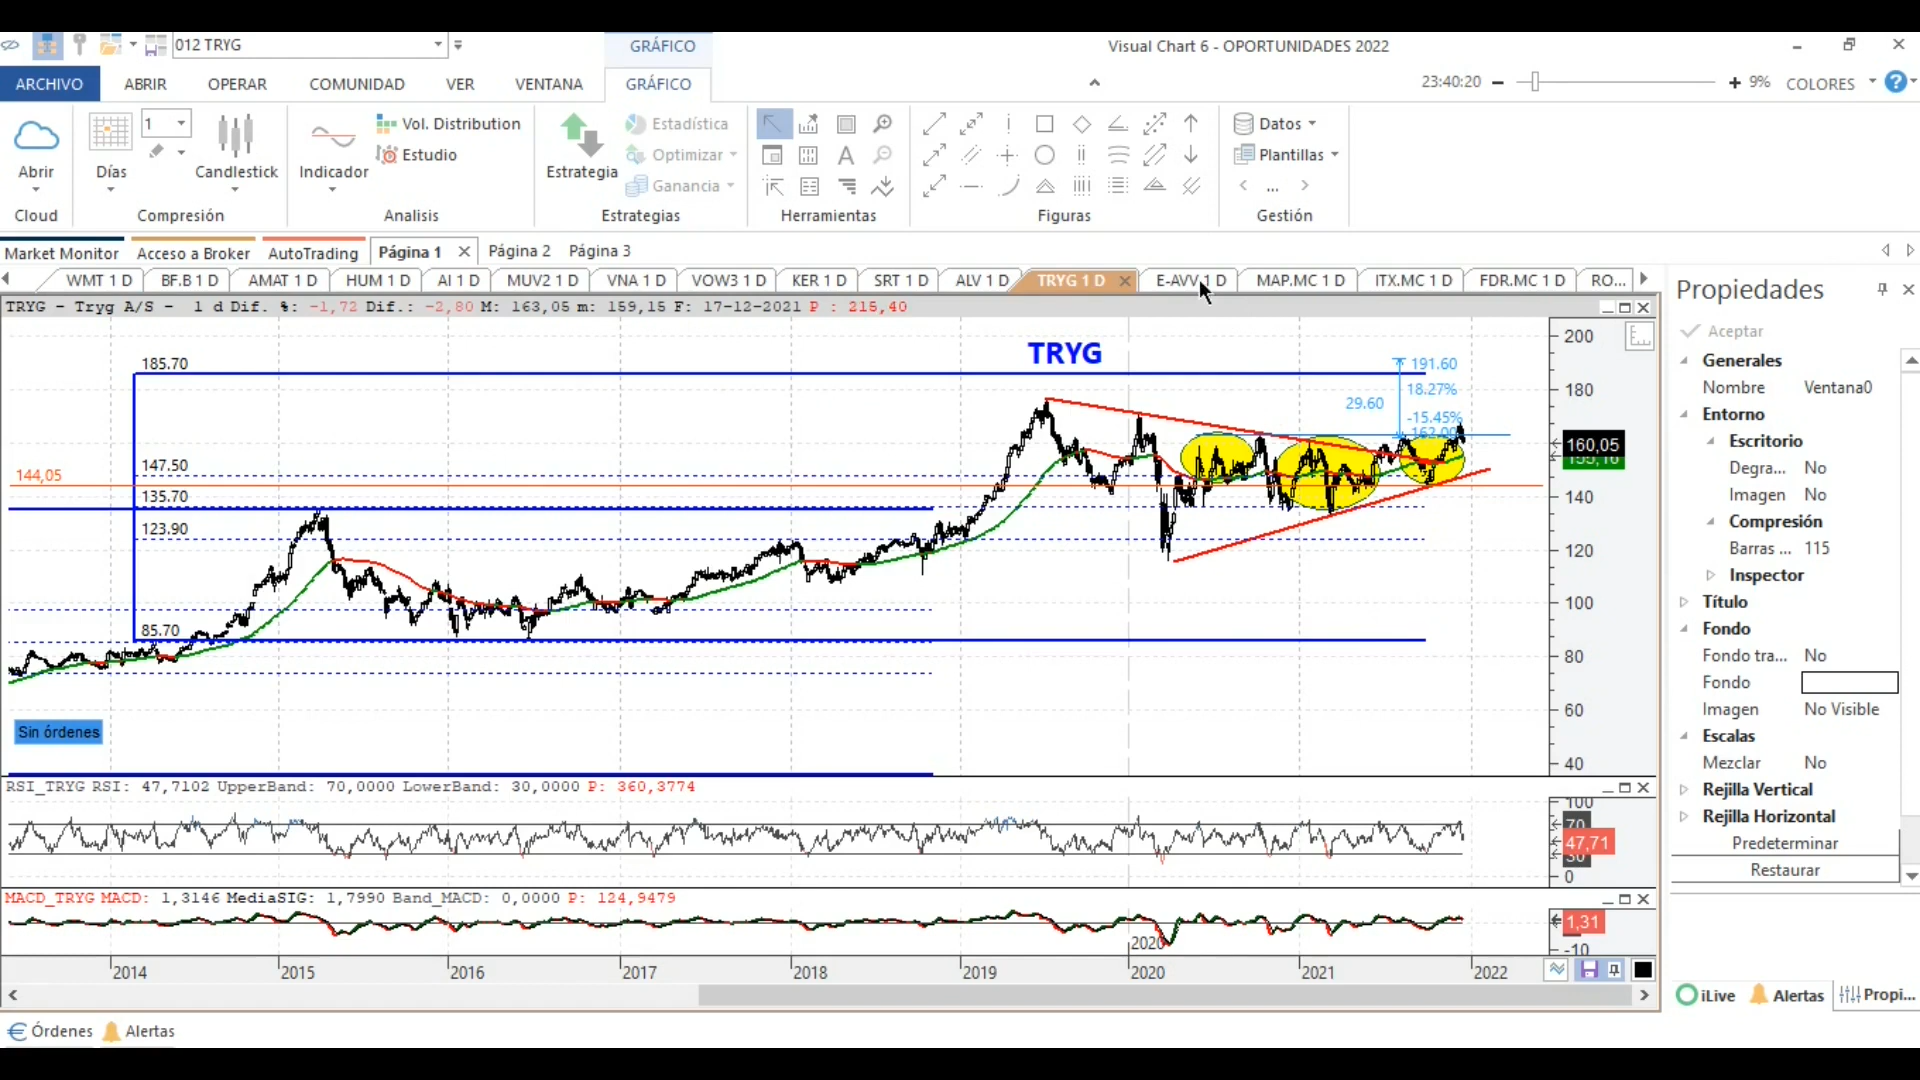 012 TRYG
GRÁFICO
Visual Chart 6 - OPORTUNIDADES 2022
ARCHIVO ABRIR OPERAR COMUNIDAD VER VENTANA GRÁFICO
23:40:20 9% COLORES
1
Vol. Distribution
Estudio
Estadística
Optimizar
Ganancia
Datos
Plantillas
...
Abrir Días Candlestick Indicador Estrategia
Cloud Compresión Analisis Estrategias Herramientas Figuras Gestión
Market Monitor Acceso a Broker AutoTrading Página 1 Página 2 Página 3
WMT 1 D BF.B 1 D AMAT 1 D HUM 1 D AI 1 D MUV2 1 D VNA 1 D VOW3 1 D KER 1 D SRT 1 D ALV 1 D TRYG 1 D E-AVV 1 D MAP.MC 1 D ITX.MC 1 D FDR.MC 1 D RO...
TRYG - Tryg A/S - 1 d Dif. %: -1,72 Dif.: -2,80 M: 163,05 m: 159,15 F: 17-12-2021 P : 215,40
TRYG
185.70
191.60
18.27%
29.60
-15.45%
162.00
147.50
144,05
135.70
123.90
85.70
200
180
160,05
155,16
140
120
100
80
60
40
Sin órdenes
RSI_TRYG RSI: 47,7102 UpperBand: 70,0000 LowerBand: 30,0000 P: 360,3774
100
70
47,71
30
0
MACD_TRYG MACD: 1,3146 MediaSIG: 1,7990 Band_MACD: 0,0000 P: 124,9479
1,31
-10
2020
2014 2015 2016 2017 2018 2019 2020 2021 2022
Órdenes Alertas
Propiedades
Aceptar
Generales
Nombre Ventana0
Entorno
Escritorio
Degra... No
Imagen No
Compresión
Barras ... 115
Inspector
Título
Fondo
Fondo tra... No
Fondo
Imagen No Visible
Escalas
Mezclar No
Rejilla Vertical
Rejilla Horizontal
Predeterminar
Restaurar
iLive Alertas Propi...